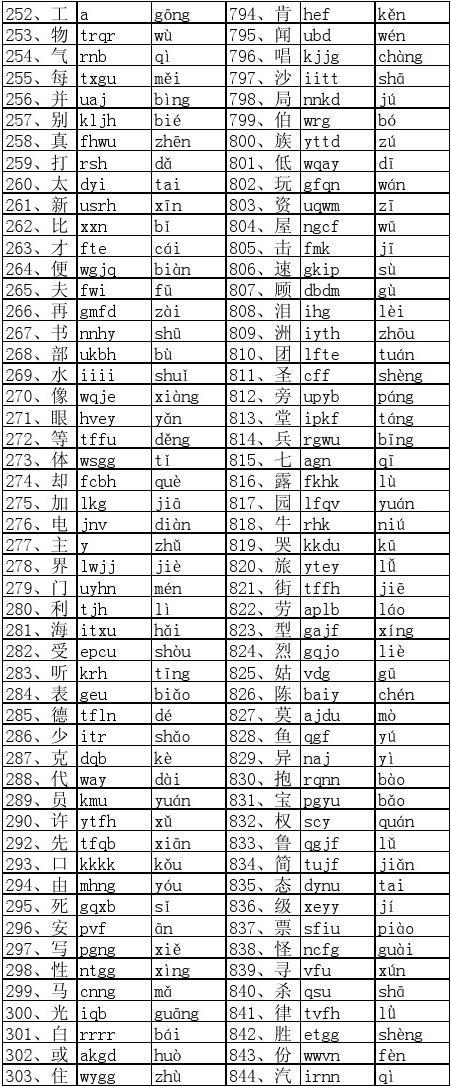 252、工 a gōng 794、肯 hef kěn
253、物 trqr wù 795、闻 ubd wén
254、气 rnb qì 796、唱 kjjg chàng
255、每 txgu měi 797、沙 iitt shā
256、并 uaj bìng 798、局 nnkd jú
257、别 kljh bié 799、伯 wrg bó
258、真 fhwu zhēn 800、族 yttd zú
259、打 rsh dǎ 801、低 wqay dī
260、太 dyi tai 802、玩 gfqn wán
261、新 usrh xīn 803、资 uqwm zī
262、比 xxn bǐ 804、屋 ngcf wū
263、才 fte cái 805、击 fmk jī
264、便 wgjq biàn 806、速 gkip sù
265、夫 fwi fū 807、顾 dbdm gù
266、再 gmfd zài 808、泪 ihg lèi
267、书 nnhy shū 809、洲 iyth zhōu
268、部 ukbh bù 810、团 lfte tuán
269、水 iiii shuǐ 811、圣 cff shèng
270、像 wqje xiàng 812、旁 upyb páng
271、眼 hvey yǎn 813、堂 ipkf táng
272、等 tffu děng 814、兵 rgwu bīng
273、体 wsgg tǐ 815、七 agn qī
274、却 fcbh què 816、露 fkhk lù
275、加 lkg jiā 817、园 lfqv yuán
276、电 jnv diàn 818、牛 rhk niú
277、主 y zhǔ 819、哭 kkdu kū
278、界 lwjj jiè 820、旅 ytey lǚ
279、门 uyhn mén 821、街 tffh jiē
280、利 tjh lì 822、劳 aplb láo
281、海 itxu hǎi 823、型 gajf xíng
282、受 epcu shòu 824、烈 gqjo liè
283、听 krh tīng 825、姑 vdg gū
284、表 geu biǎo 826、陈 baiy chén
285、德 tfln dé 827、莫 ajdu mò
286、少 itr shǎo 828、鱼 qgf yú
287、克 dqb kè 829、异 naj yì
288、代 way dài 830、抱 rqnn bào
289、员 kmu yuán 831、宝 pgyu bǎo
290、许 ytfh xǔ 832、权 scy quán
292、先 tfqb xiān 833、鲁 qgjf lǔ
293、口 kkkk kǒu 834、简 tujf jiǎn
294、由 mhng yóu 835、态 dynu tai
295、死 gqxb sǐ 836、级 xeyy jí
296、安 pvf ān 837、票 sfiu piào
297、写 pgng xiě 838、怪 ncfg guài
298、性 ntgg xìng 839、寻 vfu xún
299、马 cnng mǎ 840、杀 qsu shā
300、光 iqb guāng 841、律 tvfh lǜ
301、白 rrrr bái 842、胜 etgg shèng
302、或 akgd huò 843、份 wwvn fèn
303、住 wygg zhù 844、汽 irnn qì